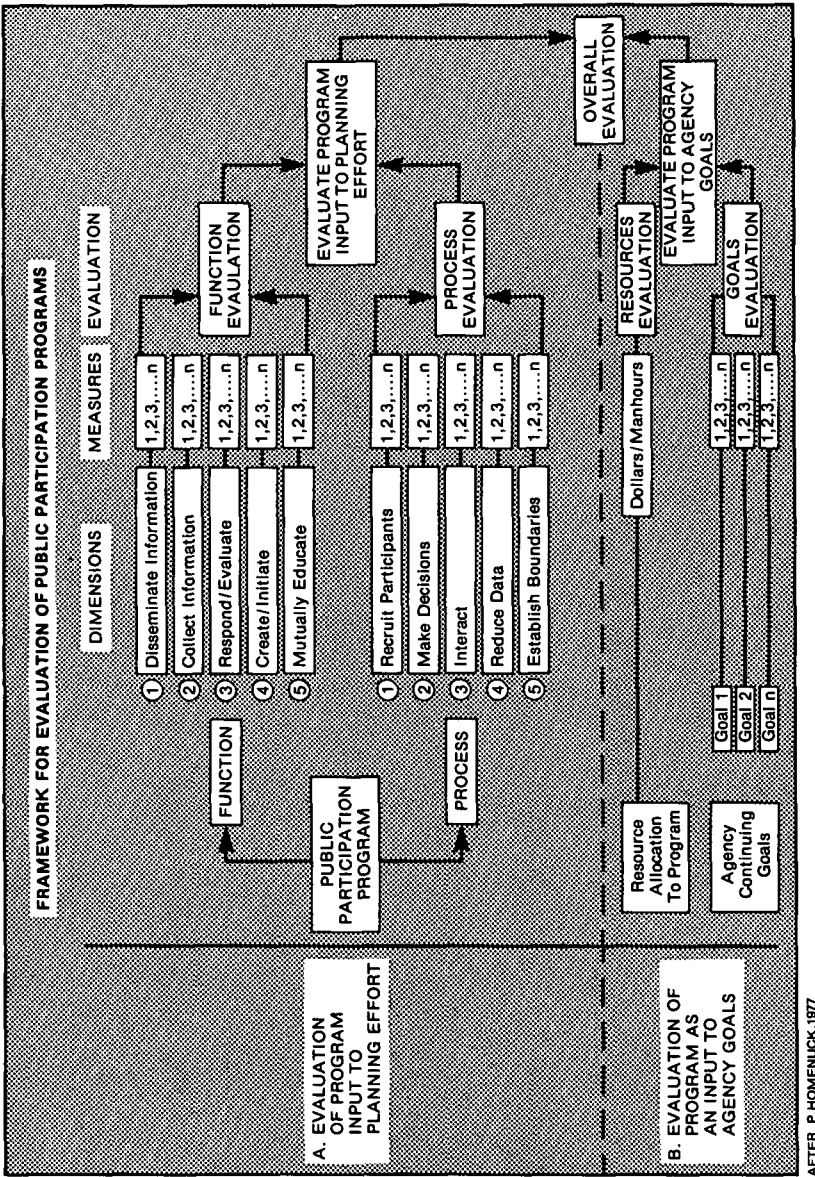 FRAMEWORK FOR EVALUATION OF PUBLIC PARTICIPATION PROGRAMS
DIMENSIONS
MEASURES
EVALUATION
A. EVALUATION
OF PROGRAM
INPUT TO
PLANNING EFFORT
PUBLIC
PARTICIPATION
PROGRAM
FUNCTION
1 Disseminate Information
1,2,3,....n
2 Collect Information
1,2,3,....n
3 Respond/Evaluate
1,2,3,....n
4 Create/Initiate
1,2,3,....n
5 Mutually Educate
1,2,3,....n
FUNCTION
EVAULATION
PROCESS
1 Recruit Participants
1,2,3,....n
2 Make Decisions
1,2,3,....n
3 Interact
1,2,3,....n
4 Reduce Data
1,2,3,....n
5 Establish Boundaries
1,2,3,....n
PROCESS
EVALUATION
EVALUATE PROGRAM
INPUT TO PLANNING
EFFORT
OVERALL
EVALUATION
B. EVALUATION OF
PROGRAM AS
AN INPUT TO
AGENCY GOALS
Resource
Allocation
To Program
Dollars/Manhours
RESOURCES
EVALUATION
Agency
Continuing
Goals
Goal 1
1,2,3,....n
Goal 2
1,2,3,....n
Goal n
1,2,3,....n
GOALS
EVALUATION
EVALUATE PROGRAM
INPUT TO AGENCY
GOALS
AFTER P. HOMENUCK, 1977